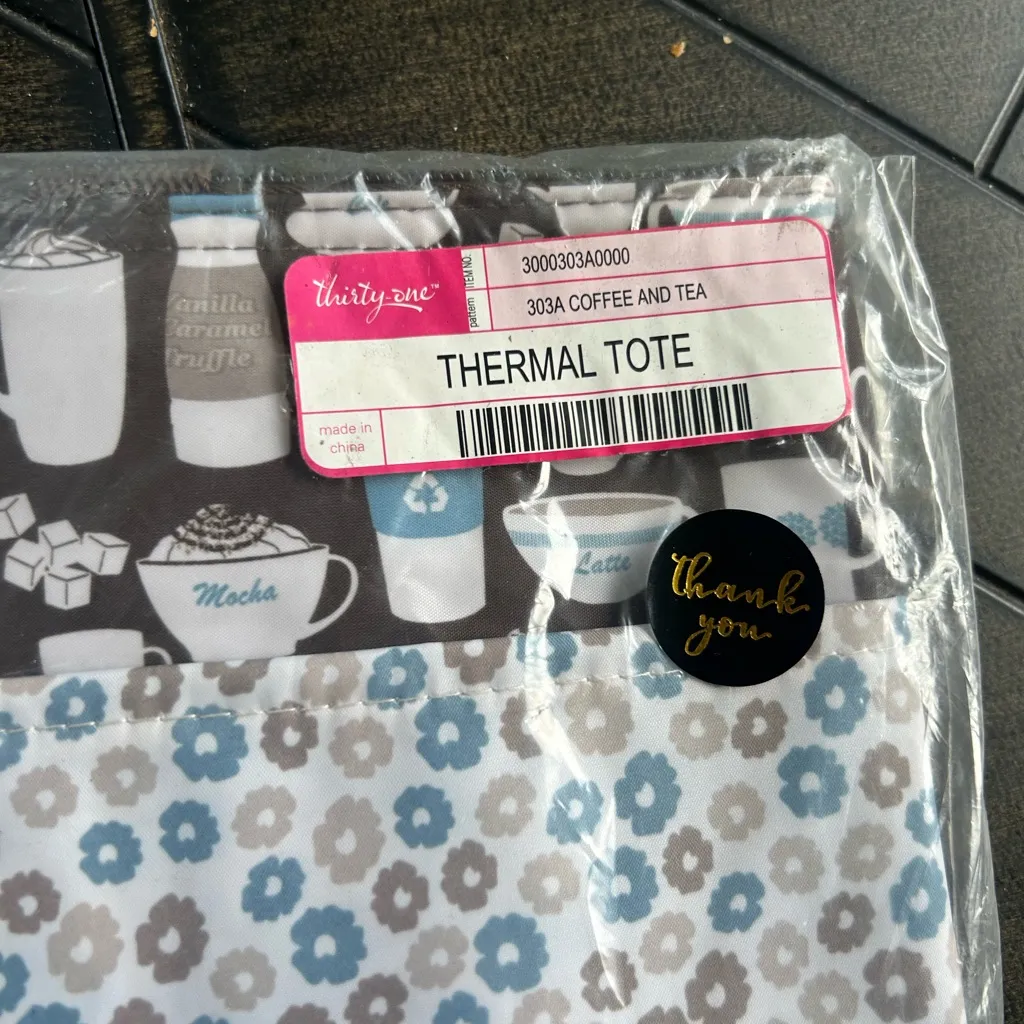 Vanilla
Caramel
Truffle
thirty-one™
ITEM NO.
3000303A0000
pattern
303A COFFEE AND TEA
THERMAL TOTE
made in
china
Mocha
Latte
thank
you